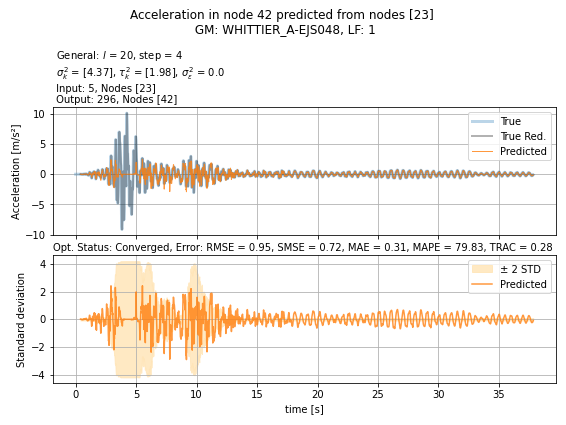 Acceleration in node 42 predicted from nodes [23]
GM: WHITTIER_A-EJS048, LF: 1
General: l = 20, step = 4
σ²ₖ = [4.37], τ²ₖ = [1.98], σ²ε = 0.0
Input: 5, Nodes [23]
Output: 296, Nodes [42]
10
5
0
−5
−10
Acceleration [m/s²]
True
True Red.
Predicted
Opt. Status: Converged, Error: RMSE = 0.95, SMSE = 0.72, MAE = 0.31, MAPE = 79.83, TRAC = 0.28
4
2
0
−2
−4
Standard deviation
± 2 STD
Predicted
0 5 10 15 20 25 30 35
time [s]